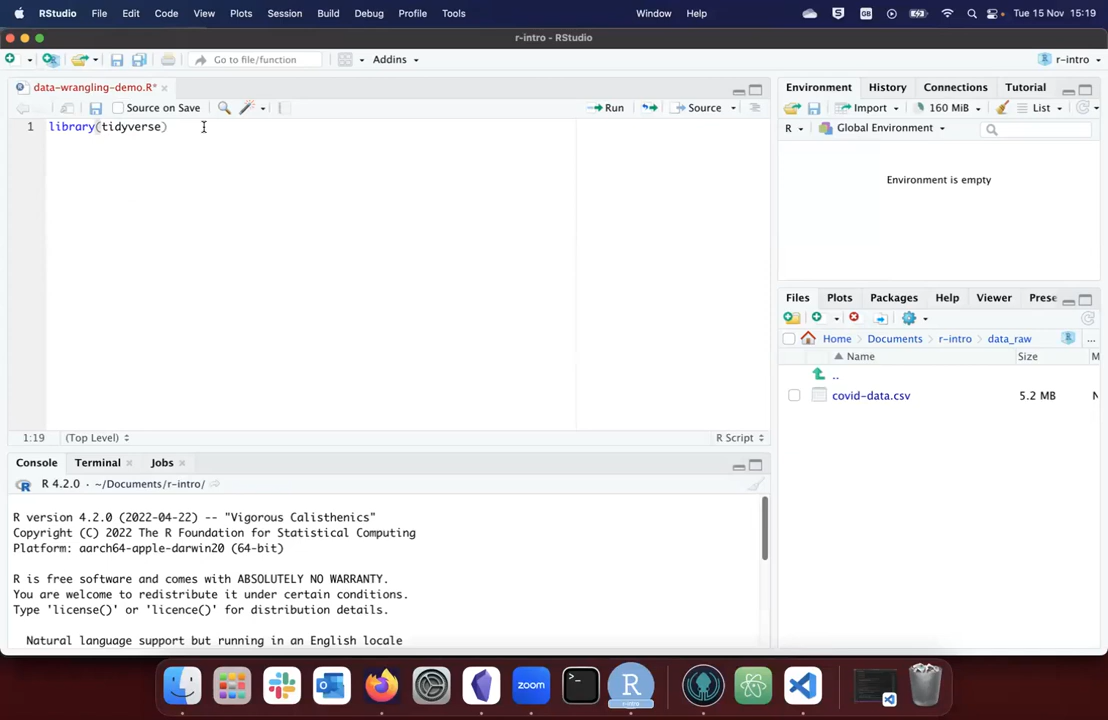 RStudio File Edit Code View Plots Session Build Debug Profile Tools Window Help GB Tue 15 Nov 15:19
r-intro - RStudio
Go to file/function Addins r-intro
data-wrangling-demo.R* Environment History Connections Tutorial
Source on Save Run Source Import 160 MiB List
1 library(tidyverse) R Global Environment
Environment is empty
Files Plots Packages Help Viewer Prese
Home Documents r-intro data_raw ...
Name Size M
..
covid-data.csv 5.2 MB N
1:19 (Top Level) R Script
Console Terminal Jobs
R 4.2.0 · ~/Documents/r-intro/
R version 4.2.0 (2022-04-22) -- "Vigorous Calisthenics"
Copyright (C) 2022 The R Foundation for Statistical Computing
Platform: aarch64-apple-darwin20 (64-bit)
R is free software and comes with ABSOLUTELY NO WARRANTY.
You are welcome to redistribute it under certain conditions.
Type 'license()' or 'licence()' for distribution details.
Natural language support but running in an English locale
zoom
R
r-intro